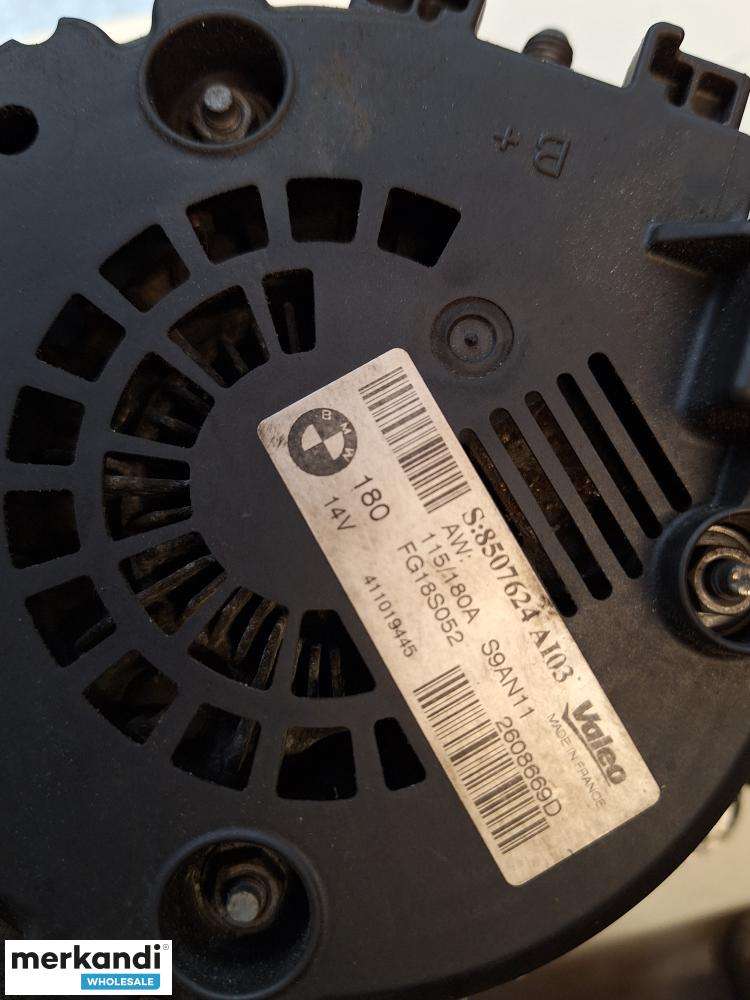 B+
BMW
180
14V
S:8507624 AI03
AW:
115/180A S9AN11
FG18S052 2608669D
411019445
Valeo
MADE IN FRANCE
merkandi®
WHOLESALE